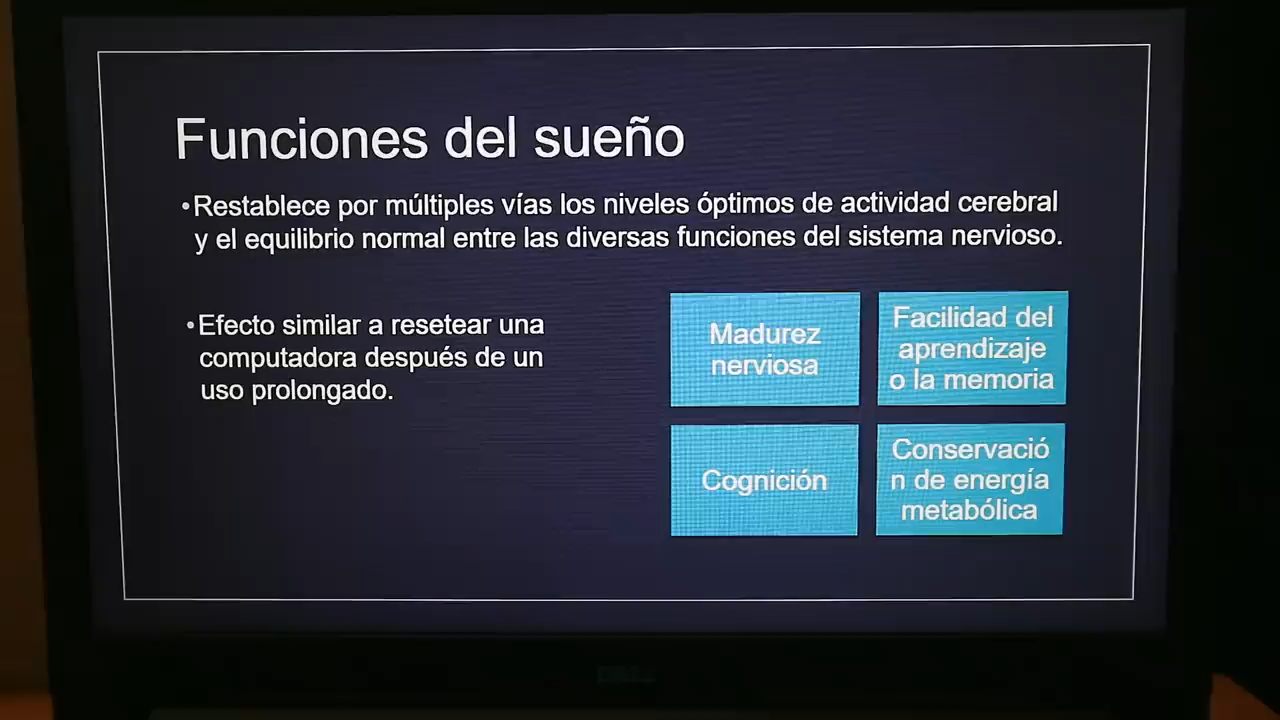 Funciones del sueño
•Restablece por múltiples vías los niveles óptimos de actividad cerebral
y el equilibrio normal entre las diversas funciones del sistema nervioso.
•Efecto similar a resetear una
computadora después de un
uso prolongado.
Madurez
nerviosa
Facilidad del
aprendizaje
o la memoria
Cognición
Conservació
n de energía
metabólica
DELL